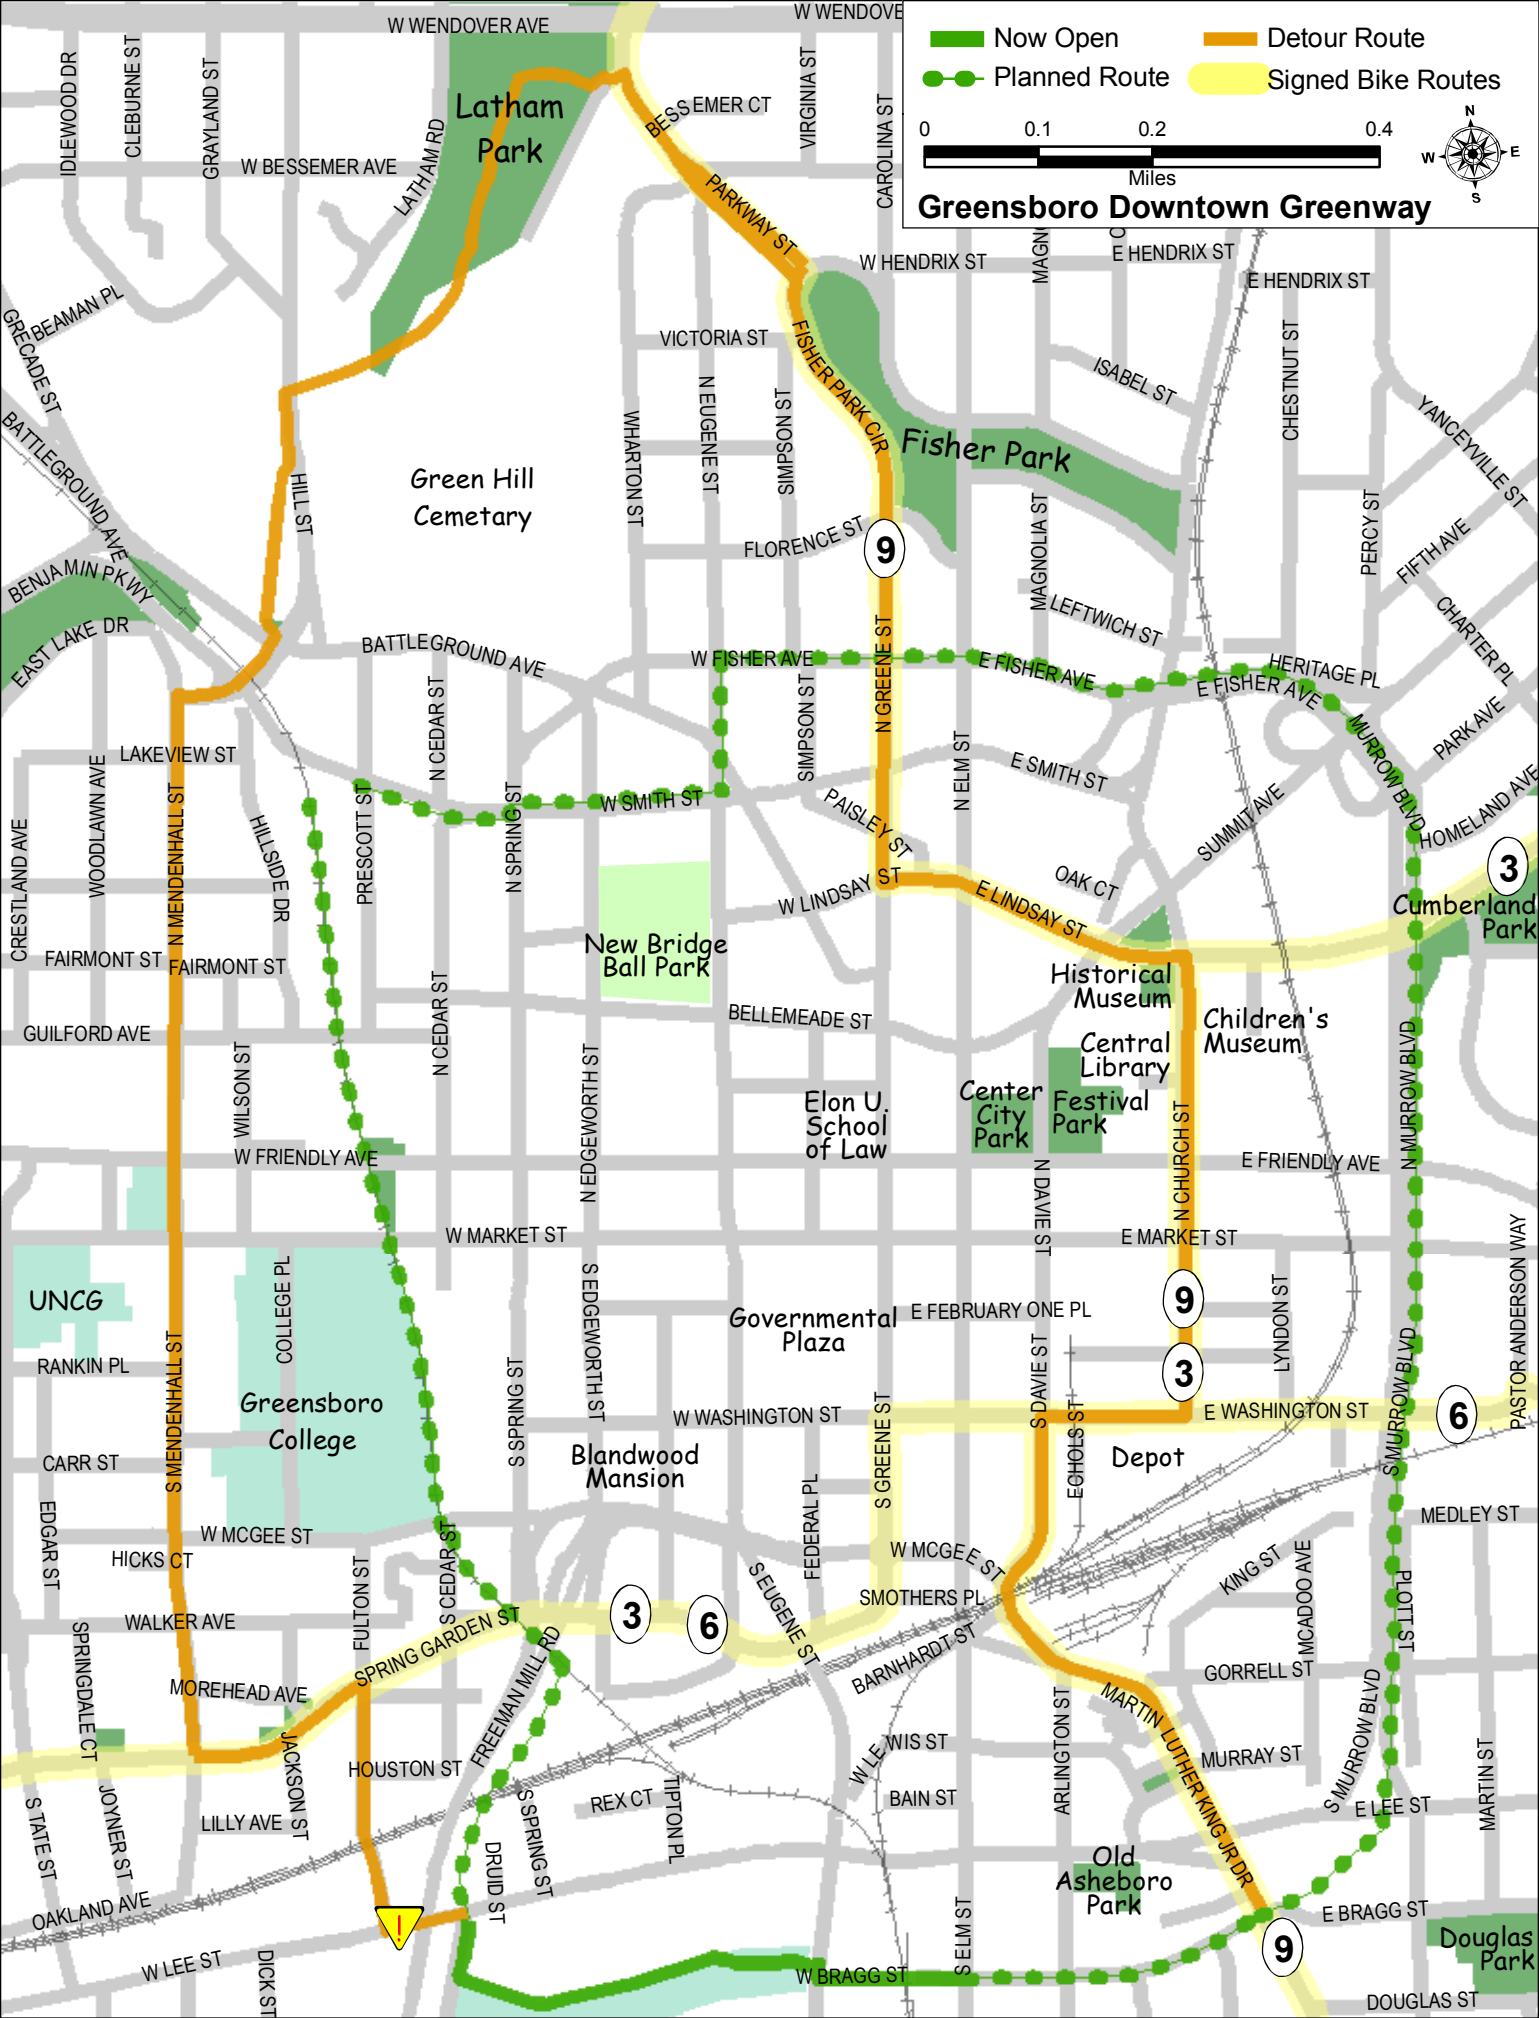 W WENDOVER AVE
W WENDOVE
Now Open
Detour Route
Planned Route
Signed Bike Routes
0
0.1
0.2
0.4
Miles
N
W
E
S
Greensboro Downtown Greenway
IDLEWOOD DR
CLEBURNE ST
GRAYLAND ST
LATHAM RD
Latham
Park
BESSEMER CT
VIRGINIA ST
CAROLINA ST
W BESSEMER AVE
PARKWAY ST
W HENDRIX ST
MAGN
C
E HENDRIX ST
E HENDRIX ST
BEAMAN PL
GRECADE ST
VICTORIA ST
FISHER PARK CIR
ISABEL ST
CHESTNUT ST
YANCEYVILLE ST
BATTLEGROUND AVE
WHARTON ST
N EUGENE ST
SIMPSON ST
Fisher Park
Green Hill
Cemetary
HILL ST
FLORENCE ST
9
MAGNOLIA ST
PERCY ST
FIFTH AVE
BENJAMIN PKWY
EAST LAKE DR
LEFTWICH ST
CHARTER PL
BATTLEGROUND AVE
W FISHER AVE
N GREENE ST
E FISHER AVE
HERITAGE PL
E FISHER AVE
N CEDAR ST
SIMPSON ST
MURROW BLVD
PARK AVE
LAKEVIEW ST
N ELM ST
E SMITH ST
WOODLAWN AVE
N MENDENHALL ST
HILLSIDE DR
PRESCOTT ST
N SPRING ST
W SMITH ST
PAISLEY ST
SUMMIT AVE
HOMELAND AVE
CRESTLAND AVE
W LINDSAY ST
E LINDSAY ST
OAK CT
3
Cumberland
Park
FAIRMONT ST
FAIRMONT ST
New Bridge
Ball Park
Historical
Museum
N CEDAR ST
BELLEMEADE ST
Children's
Museum
GUILFORD AVE
Central
Library
WILSON ST
N EDGEWORTH ST
Elon U.
School
of Law
Center
City
Park
Festival
Park
N CHURCH ST
N MURROW BLVD
W FRIENDLY AVE
E FRIENDLY AVE
N DAVIE ST
W MARKET ST
E MARKET ST
PASTOR ANDERSON WAY
UNCG
COLLEGE PL
S EDGEWORTH ST
Governmental
Plaza
E FEBRUARY ONE PL
9
LYNDON ST
RANKIN PL
S MENDENHALL ST
S SPRING ST
S DAVIE ST
3
S MURROW BLVD
Greensboro
College
W WASHINGTON ST
S GREENE ST
E WASHINGTON ST
6
CARR ST
Blandwood
Mansion
ECHOLS ST
Depot
EDGAR ST
FEDERAL PL
W MCGEE ST
MEDLEY ST
HICKS CT
FULTON ST
S CEDAR ST
W MCGEE ST
SMOTHERS PL
KING ST
MCADOO AVE
PLOTT ST
WALKER AVE
SPRING GARDEN ST
3
6
S EUGENE ST
BARNHARDT ST
SPRINGDALE CT
MOREHEAD AVE
FREEMAN MILL RD
GORRELL ST
JACKSON ST
HOUSTON ST
MARTIN LUTHER KING JR DR
ARLINGTON ST
W LEWIS ST
MURRAY ST
S MURROW BLVD
S STATE ST
JOYNER ST
LILLY AVE
S SPRING ST
REX CT
TIPTON PL
BAIN ST
E LEE ST
MARTIN ST
DRUID ST
Old
Asheboro
Park
OAKLAND AVE
!
W LEE ST
DICK ST
S ELM ST
E BRAGG ST
9
Douglas
Park
W BRAGG ST
DOUGLAS ST